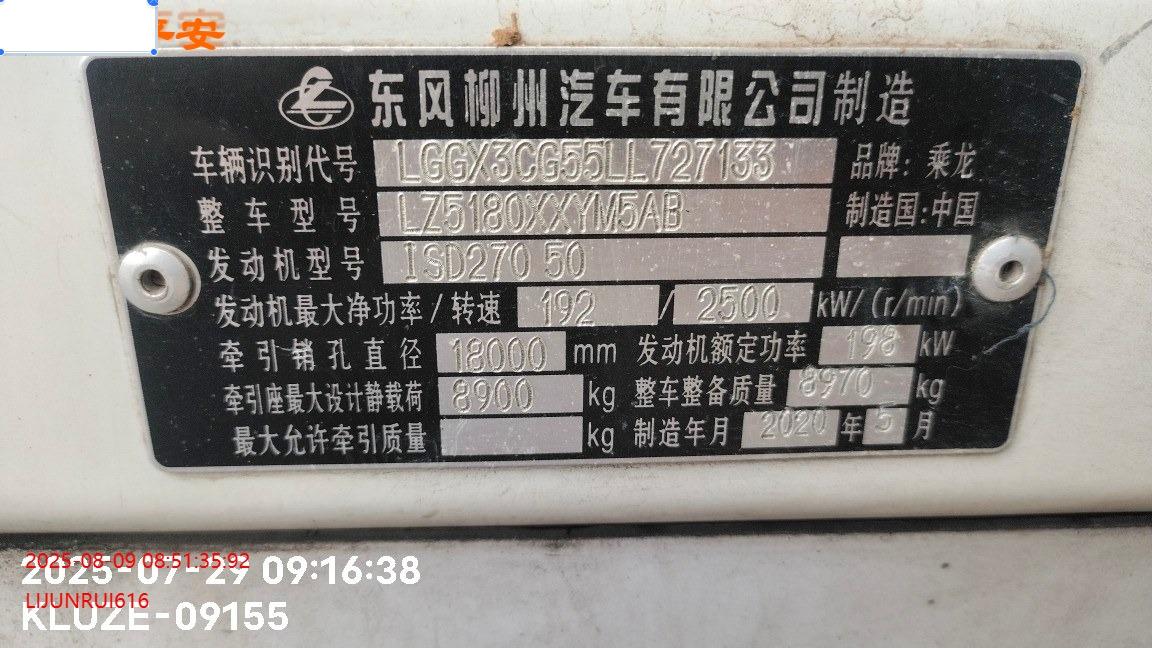 平安
东风柳州汽车有限公司制造
车辆识别代号 LGGX3CG55LL727133 品牌: 乘龙
整车型号 LZ5180XXYM5AB 制造国:中国
发动机型号 ISD270 50
发动机最大净功率/转速 192 / 2500 kW/(r/min)
牵引销孔直径 18000 mm 发动机额定功率 198 kW
牵引座最大设计静载荷 8900 kg 整车整备质量 8970 kg
最大允许牵引质量 kg 制造年月 2020 年 5 月
2025-08-09 08:51:35:92
2025-07-29 09:16:38
LIJUNRUI616
KLUZE-09155